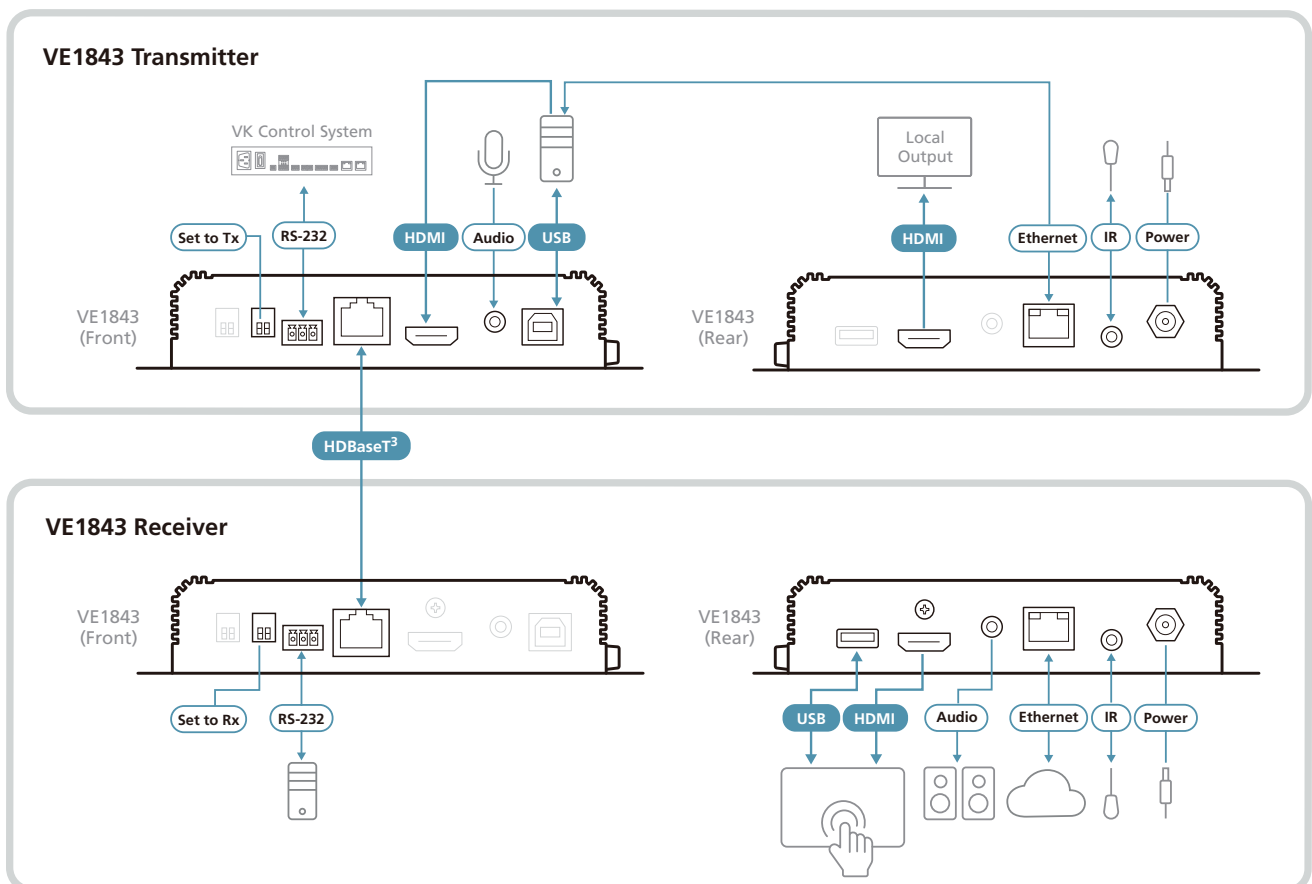 VE1843 Transmitter
VK Control System
Local
Output
Set to Tx
RS-232
HDMI
Audio
USB
HDMI
Ethernet
IR
Power
VE1843
(Front)
VE1843
(Rear)
HDBaseT³
VE1843 Receiver
VE1843
(Front)
VE1843
(Rear)
Set to Rx
RS-232
USB
HDMI
Audio
Ethernet
IR
Power